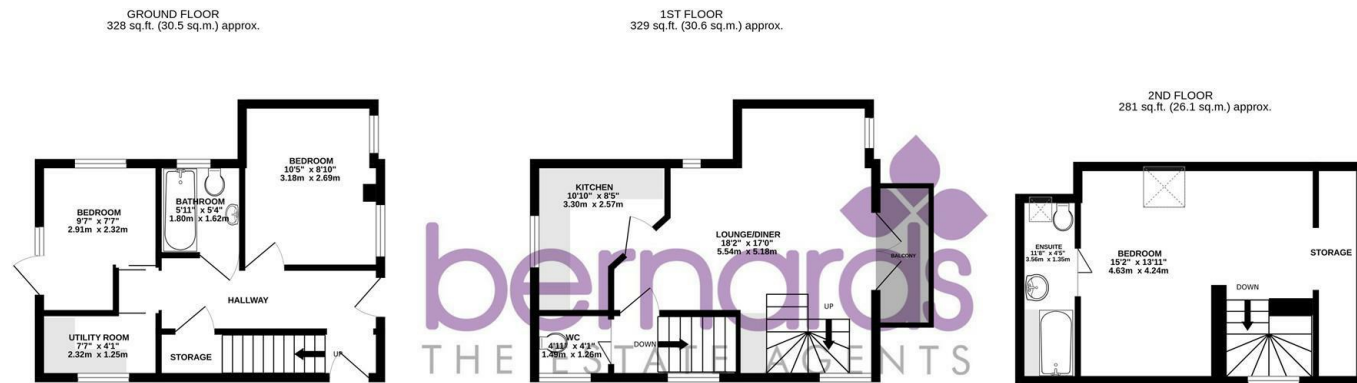 GROUND FLOOR
328 sq.ft. (30.5 sq.m.) approx.
BEDROOM
10'5" x 8'10"
3.18m x 2.69m
BATHROOM
5'11" x 5'4"
1.80m x 1.62m
BEDROOM
9'7" x 7'7"
2.91m x 2.32m
HALLWAY
UTILITY ROOM
7'7" x 4'1"
2.32m x 1.25m
STORAGE
UP
1ST FLOOR
329 sq.ft. (30.6 sq.m.) approx.
KITCHEN
10'10" x 8'5"
3.30m x 2.57m
LOUNGE/DINER
18'2" x 17'0"
5.54m x 5.18m
BALCONY
UP
WC
4'11" x 4'1"
1.49m x 1.26m
DOWN
bernards
THE ESTATE AGENTS
2ND FLOOR
281 sq.ft. (26.1 sq.m.) approx.
ENSUITE
11'8" x 4'5"
3.56m x 1.35m
BEDROOM
15'2" x 13'11"
4.63m x 4.24m
STORAGE
DOWN